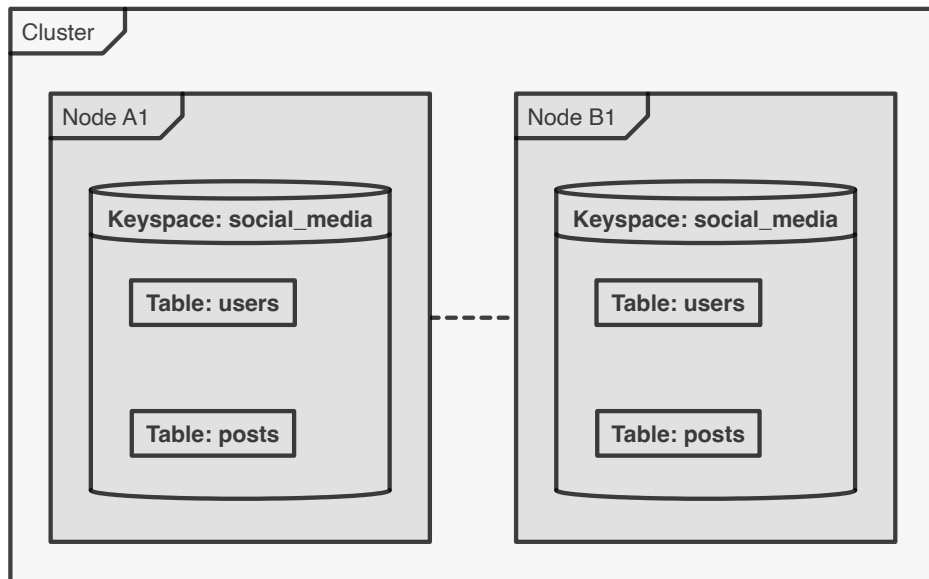 Cluster
Node A1
Keyspace: social_media
Table: users
Table: posts
Node B1
Keyspace: social_media
Table: users
Table: posts